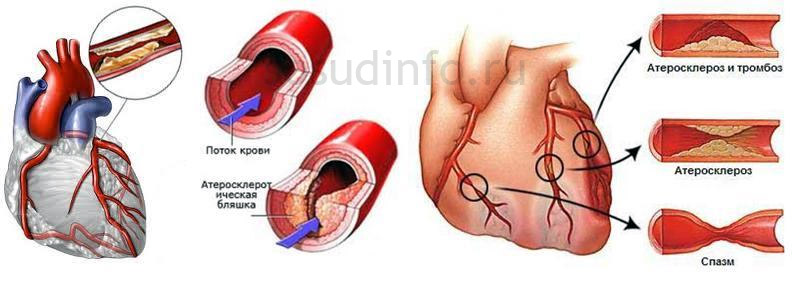 sudinfo.ru
Поток крови
Атеросклерот
ическая
бляшка
Атеросклероз и тромбоз
Атеросклероз
Спазм